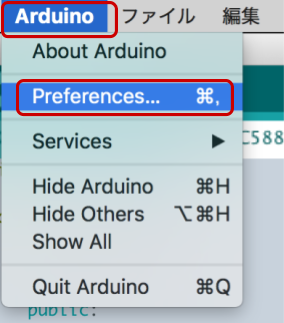 Arduino ファイル 編集
About Arduino
Preferences... ⌘,
Services ▶
C588
Hide Arduino ⌘H
Hide Others ⌥⌘H
Show All
Quit Arduino ⌘Q
public: